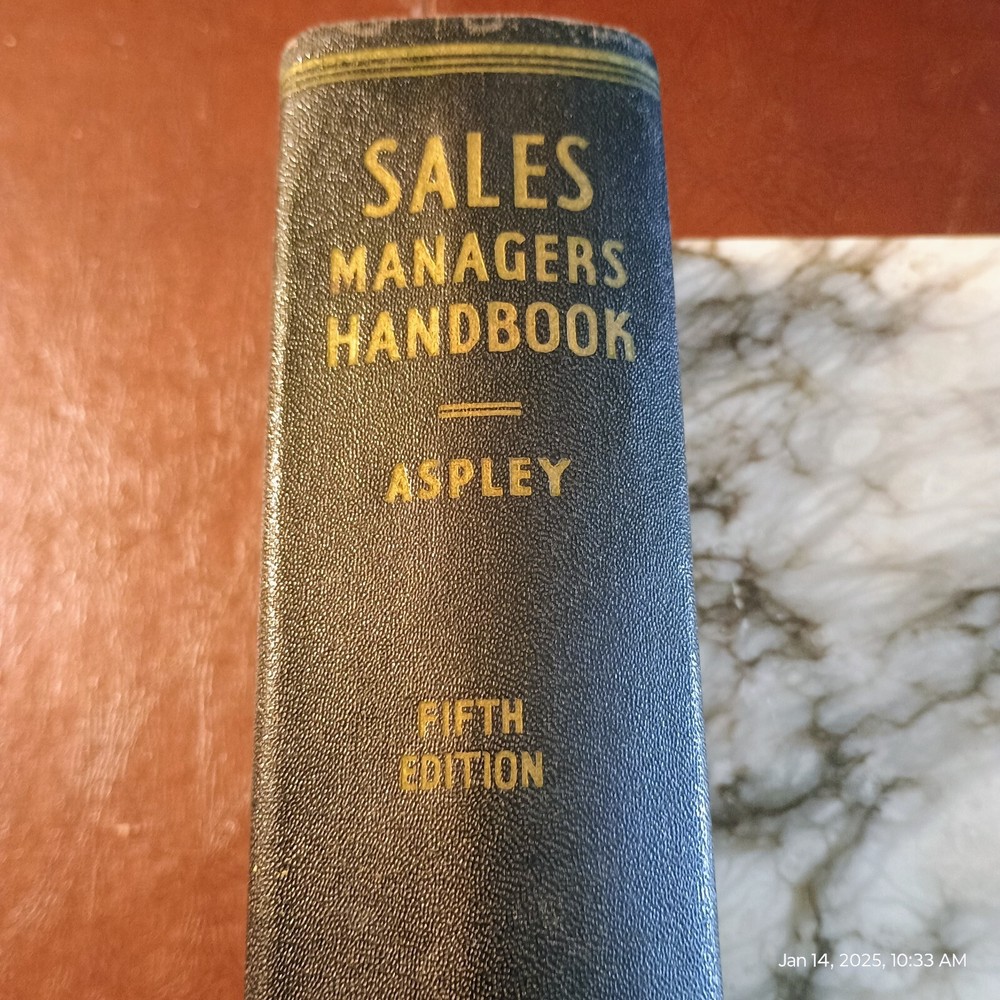 SALES
MANAGERS
HANDBOOK
ASPLEY
FIFTH
EDITION
Jan 14, 2025, 10:33 AM